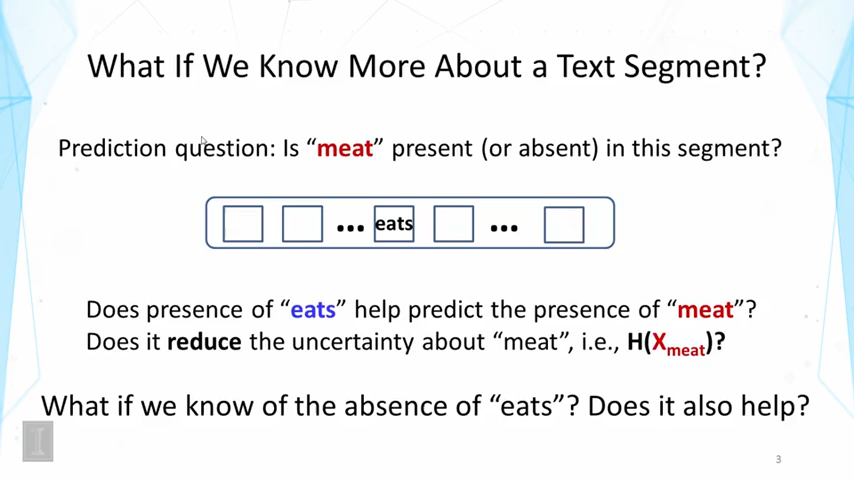 What If We Know More About a Text Segment?
Prediction question: Is “meat” present (or absent) in this segment?
... eats ...
Does presence of “eats” help predict the presence of “meat”?
Does it reduce the uncertainty about “meat”, i.e., H(Xmeat)?
What if we know of the absence of “eats”? Does it also help?
I
3